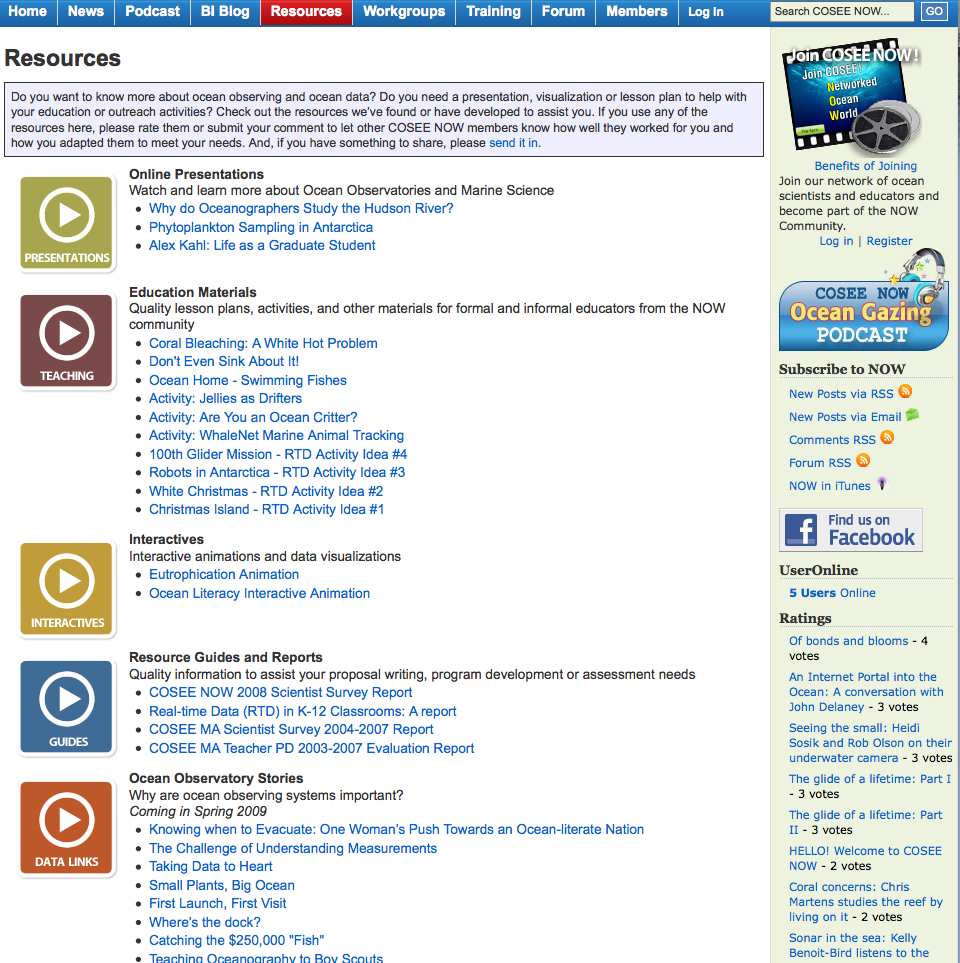 Home News Podcast BI Blog Resources Workgroups Training Forum Members Log In Search COSEE NOW... GO
Resources
Do you want to know more about ocean observing and ocean data? Do you need a presentation, visualization or lesson plan to help with
your education or outreach activities? Check out the resources we've found or have developed to assist you. If you use any of the
resources here, please rate them or submit your comment to let other COSEE NOW members know how well they worked for you and
how you adapted them to meet your needs. And, if you have something to share, please send it in.
PRESENTATIONS
Online Presentations
Watch and learn more about Ocean Observatories and Marine Science
• Why do Oceanographers Study the Hudson River?
• Phytoplankton Sampling in Antarctica
• Alex Kahl: Life as a Graduate Student
TEACHING
Education Materials
Quality lesson plans, activities, and other materials for formal and informal educators from the NOW
community
• Coral Bleaching: A White Hot Problem
• Don't Even Sink About It!
• Ocean Home - Swimming Fishes
• Activity: Jellies as Drifters
• Activity: Are You an Ocean Critter?
• Activity: WhaleNet Marine Animal Tracking
• 100th Glider Mission - RTD Activity Idea #4
• Robots in Antarctica - RTD Activity Idea #3
• White Christmas - RTD Activity Idea #2
• Christmas Island - RTD Activity Idea #1
INTERACTIVES
Interactives
Interactive animations and data visualizations
• Eutrophication Animation
• Ocean Literacy Interactive Animation
GUIDES
Resource Guides and Reports
Quality information to assist your proposal writing, program development or assessment needs
• COSEE NOW 2008 Scientist Survey Report
• Real-time Data (RTD) in K-12 Classrooms: A report
• COSEE MA Scientist Survey 2004-2007 Report
• COSEE MA Teacher PD 2003-2007 Evaluation Report
DATA LINKS
Ocean Observatory Stories
Why are ocean observing systems important?
Coming in Spring 2009
• Knowing when to Evacuate: One Woman's Push Towards an Ocean-literate Nation
• The Challenge of Understanding Measurements
• Taking Data to Heart
• Small Plants, Big Ocean
• First Launch, First Visit
• Where's the dock?
• Catching the $250,000 "Fish"
• Teaching Oceanography to Boy Scouts
Join COSEE NOW!
Join COSEE!
Networked
Ocean
World
Benefits of Joining
Join our network of ocean
scientists and educators and
become part of the NOW
Community.
Log in | Register
COSEE NOW
Ocean Gazing
PODCAST
Subscribe to NOW
New Posts via RSS
New Posts via Email
Comments RSS
Forum RSS
NOW in iTunes
Find us on
Facebook
UserOnline
5 Users Online
Ratings
Of bonds and blooms - 4
votes
An Internet Portal into the
Ocean: A conversation with
John Delaney - 3 votes
Seeing the small: Heidi
Sosik and Rob Olson on their
underwater camera - 3 votes
The glide of a lifetime: Part I
- 3 votes
The glide of a lifetime: Part
II - 3 votes
HELLO! Welcome to COSEE
NOW - 2 votes
Coral concerns: Chris
Martens studies the reef by
living on it - 2 votes
Sonar in the sea: Kelly
Benoit-Bird listens to the